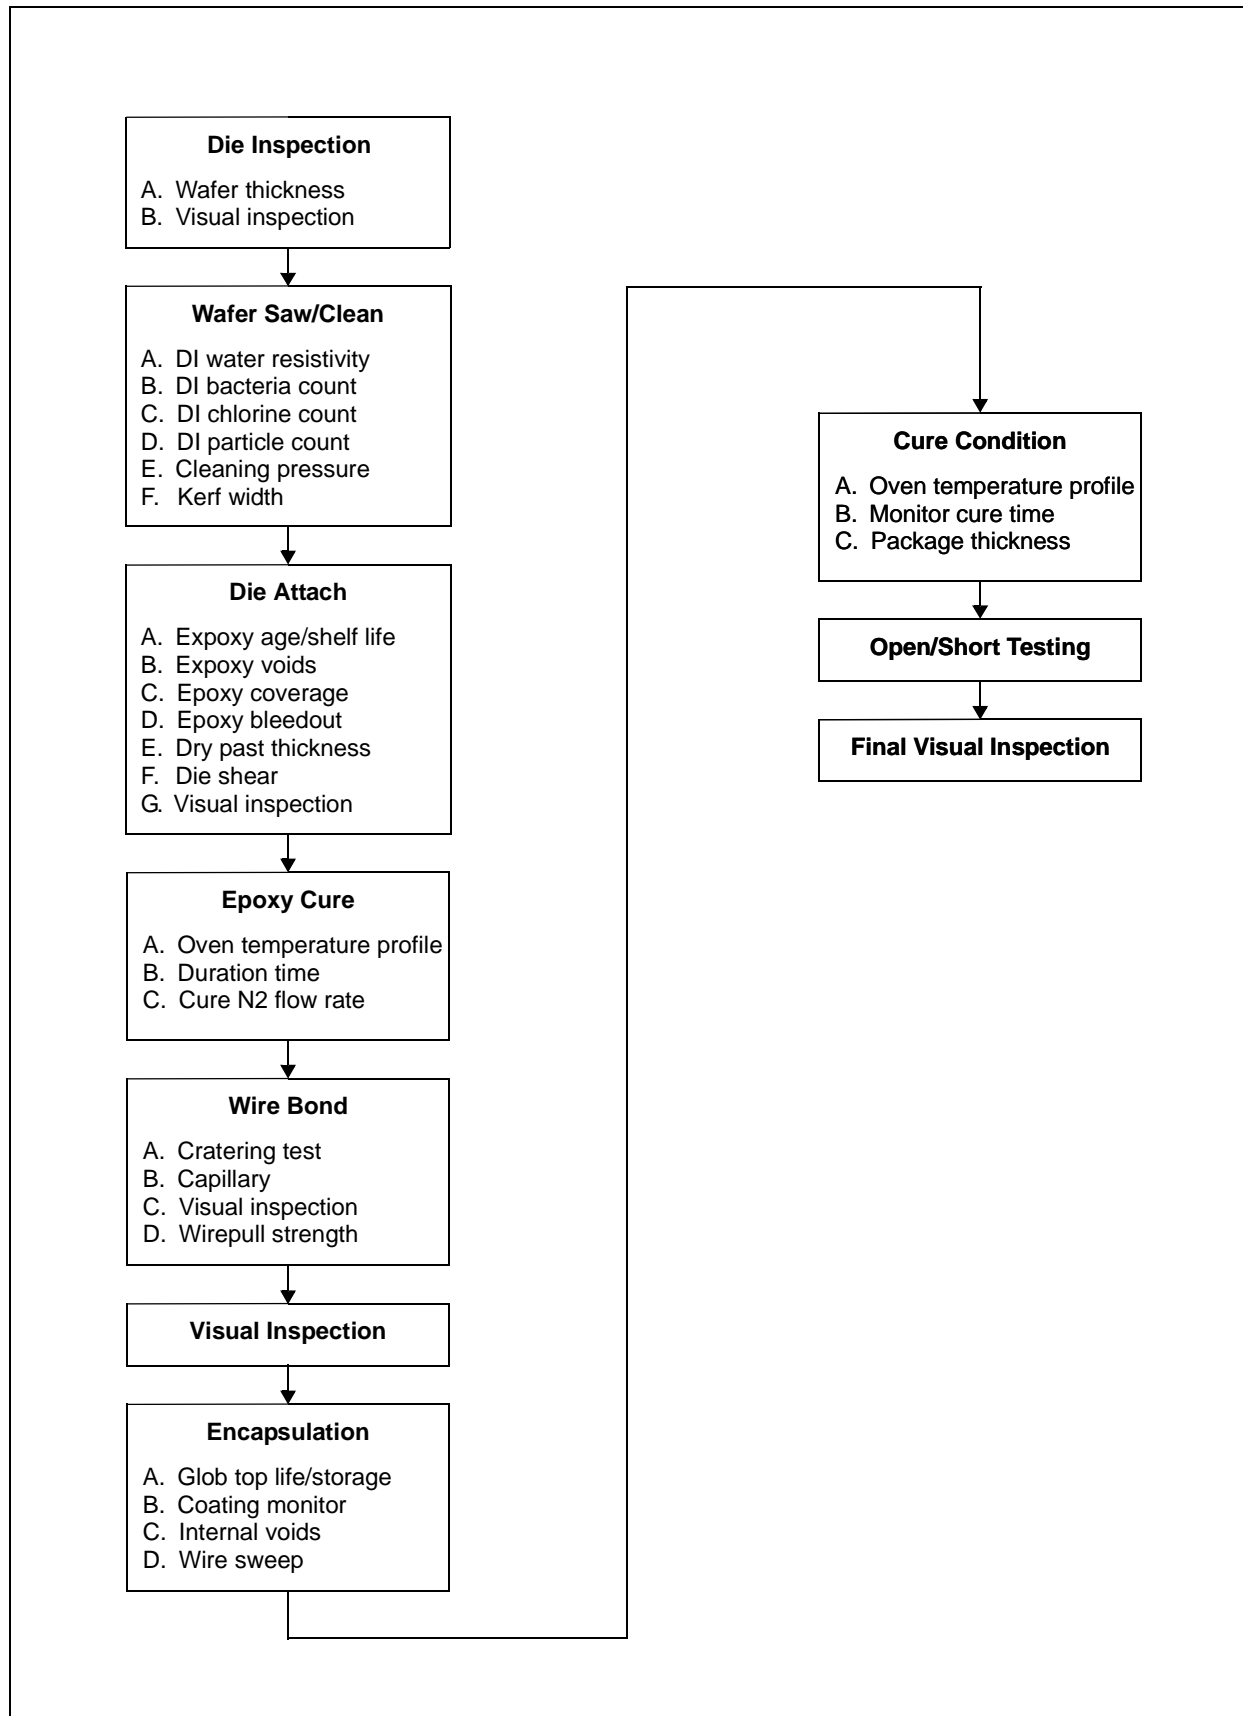 Die Inspection
A. Wafer thickness
B. Visual inspection
Wafer Saw/Clean
A. DI water resistivity
B. DI bacteria count
C. DI chlorine count
D. DI particle count
E. Cleaning pressure
F. Kerf width
Die Attach
A. Expoxy age/shelf life
B. Expoxy voids
C. Epoxy coverage
D. Epoxy bleedout
E. Dry past thickness
F. Die shear
G. Visual inspection
Epoxy Cure
A. Oven temperature profile
B. Duration time
C. Cure N2 flow rate
Wire Bond
A. Cratering test
B. Capillary
C. Visual inspection
D. Wirepull strength
Visual Inspection
Encapsulation
A. Glob top life/storage
B. Coating monitor
C. Internal voids
D. Wire sweep
Cure Condition
A. Oven temperature profile
B. Monitor cure time
C. Package thickness
Open/Short Testing
Final Visual Inspection